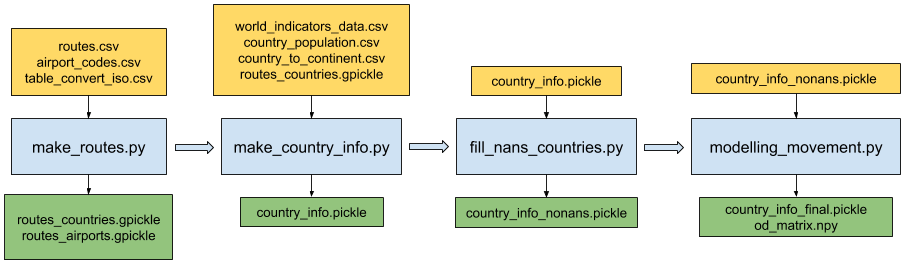 routes.csv
airport_codes.csv
table_convert_iso.csv
make_routes.py
routes_countries.gpickle
routes_airports.gpickle
world_indicators_data.csv
country_population.csv
country_to_continent.csv
routes_countries.gpickle
make_country_info.py
country_info.pickle
country_info.pickle
fill_nans_countries.py
country_info_nonans.pickle
country_info_nonans.pickle
modelling_movement.py
country_info_final.pickle
od_matrix.npy